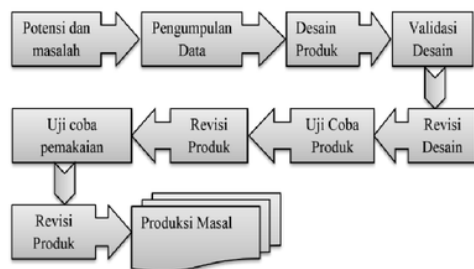 Potensi dan
masalah
Pengumpulan
Data
Desain
Produk
Validasi
Desain
Uji coba
pemakaian
Revisi
Produk
Uji Coba
Produk
Revisi
Desain
Revisi
Produk
Produksi Masal